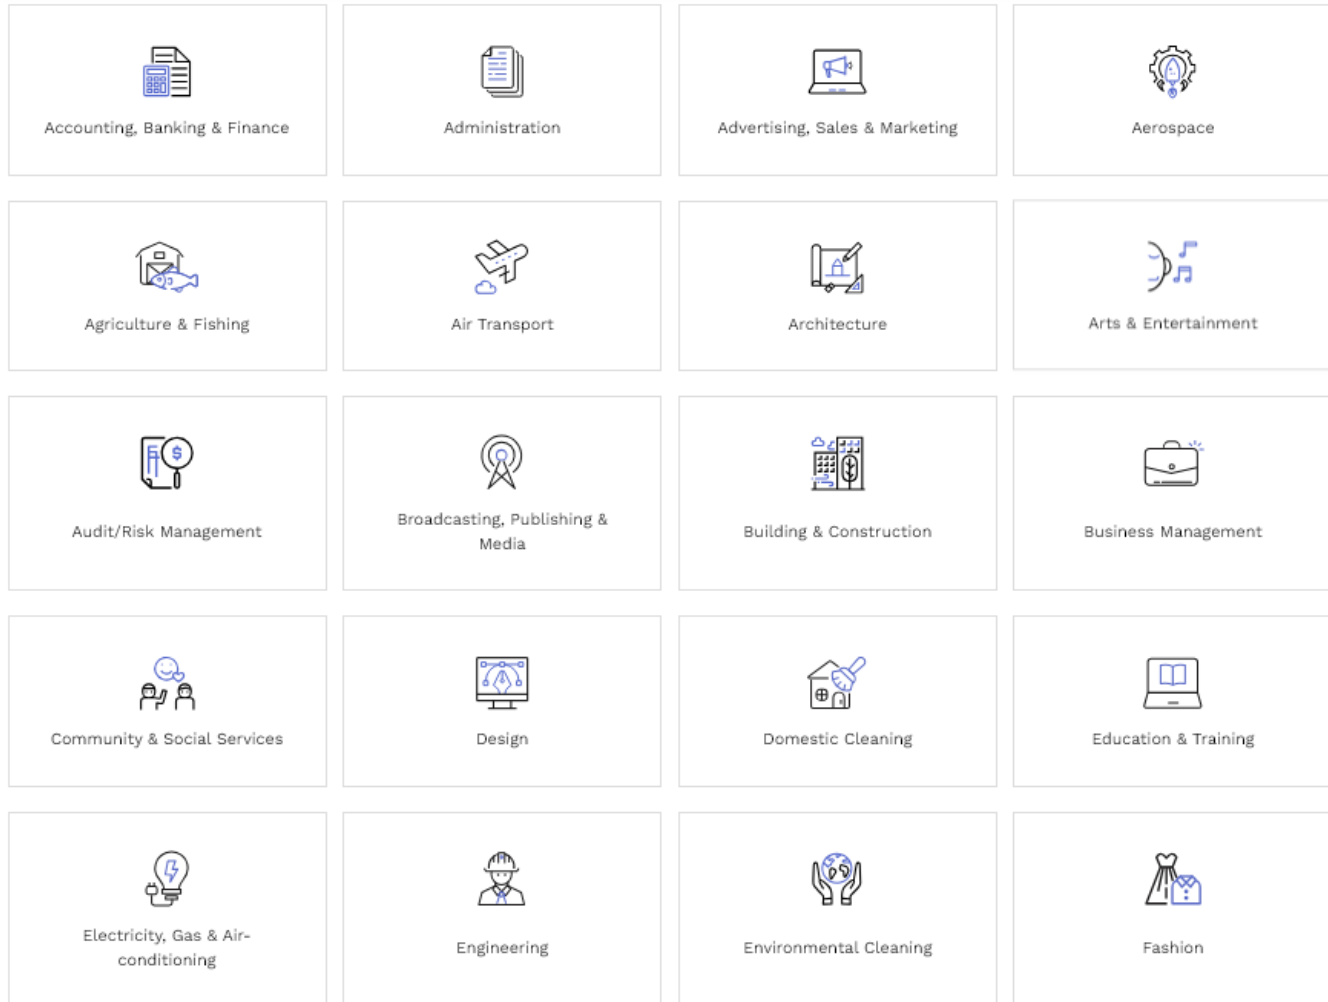 Accounting, Banking & Finance
Administration
Advertising, Sales & Marketing
Aerospace
Agriculture & Fishing
Air Transport
Architecture
Arts & Entertainment
Audit/Risk Management
Broadcasting, Publishing &
Media
Building & Construction
Business Management
Community & Social Services
Design
Domestic Cleaning
Education & Training
Electricity, Gas & Air-
conditioning
Engineering
Environmental Cleaning
Fashion